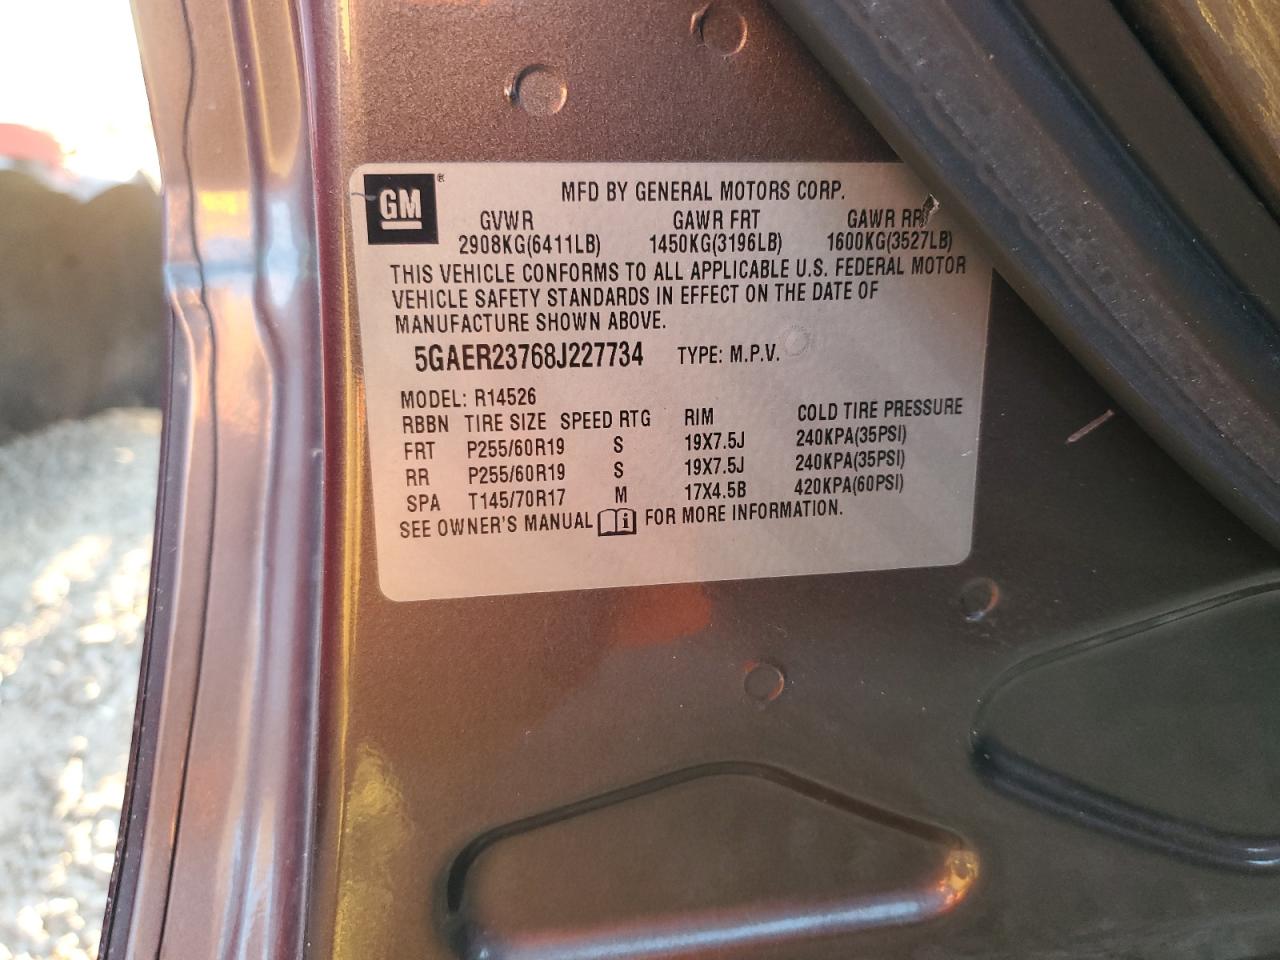 GM® MFD BY GENERAL MOTORS CORP.
GVWR GAWR FRT GAWR RR
2908KG(6411LB) 1450KG(3196LB) 1600KG(3527LB)
THIS VEHICLE CONFORMS TO ALL APPLICABLE U.S. FEDERAL MOTOR
VEHICLE SAFETY STANDARDS IN EFFECT ON THE DATE OF
MANUFACTURE SHOWN ABOVE.
5GAER23768J227734 TYPE: M.P.V.
MODEL: R14526
RBBN TIRE SIZE SPEED RTG RIM COLD TIRE PRESSURE
FRT P255/60R19 S 19X7.5J 240KPA(35PSI)
RR P255/60R19 S 19X7.5J 240KPA(35PSI)
SPA T145/70R17 M 17X4.5B 420KPA(60PSI)
SEE OWNER'S MANUAL i FOR MORE INFORMATION.